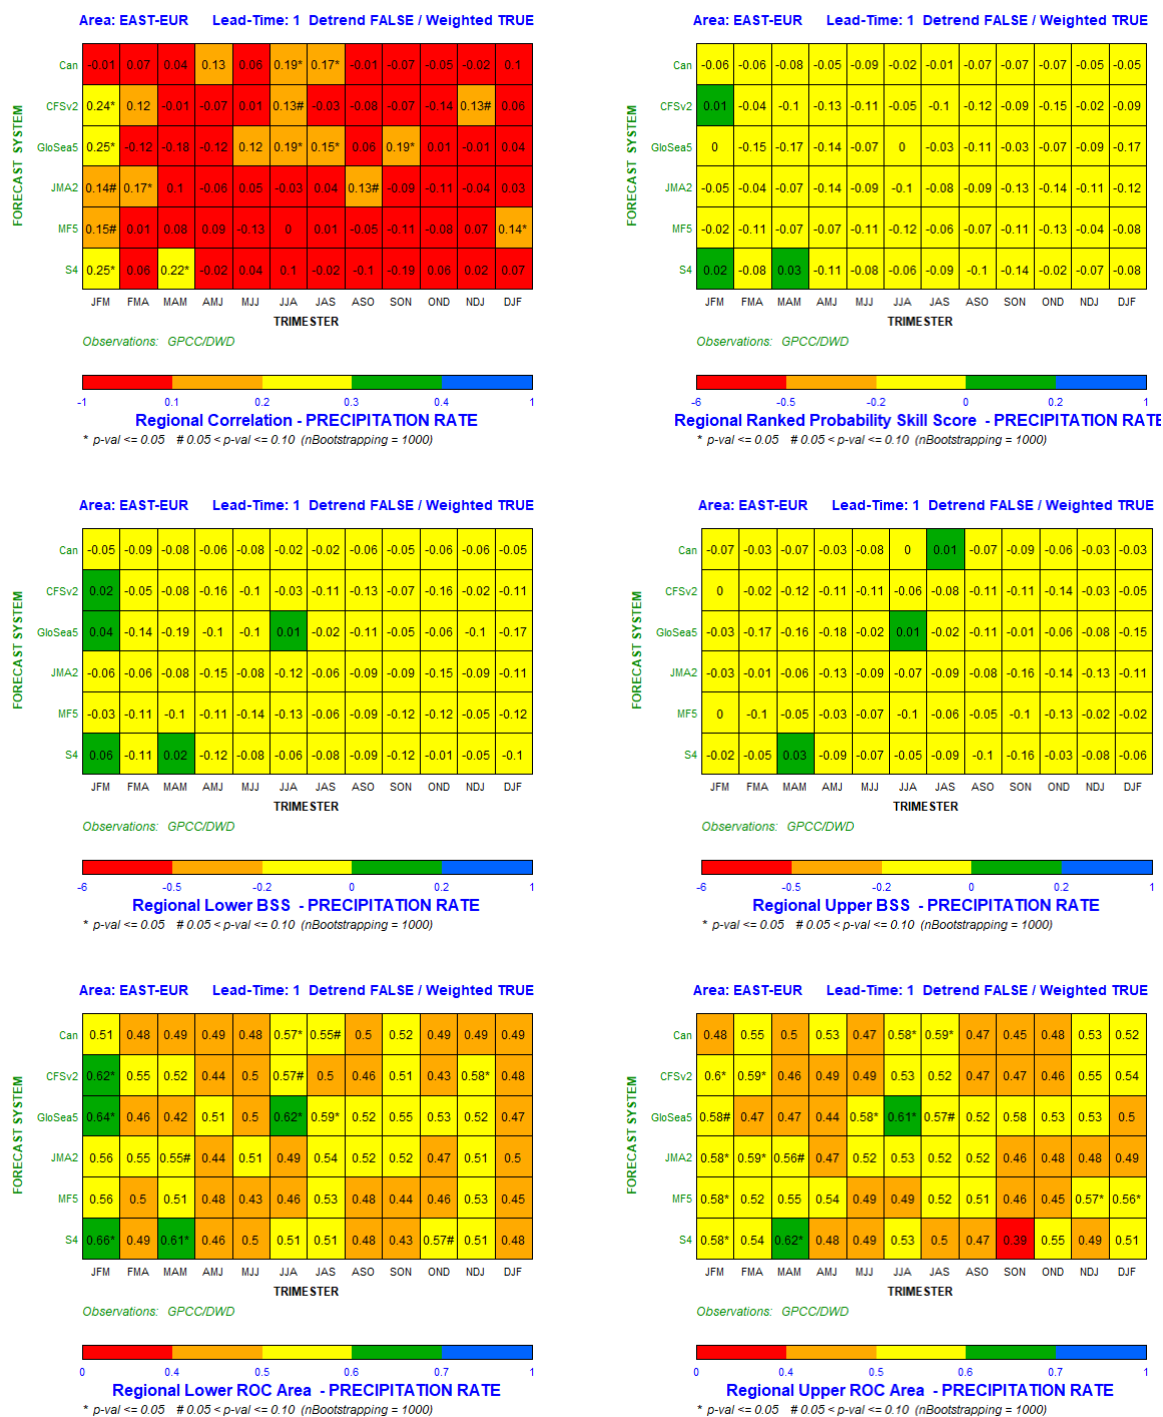 Area: EAST-EUR Lead-Time: 1 Detrend FALSE / Weighted TRUE
FORECAST SYSTEM
Can -0.01 0.07 0.04 0.13 0.06 0.19* 0.17* -0.01 -0.07 -0.05 -0.02 0.1
CFSv2 0.24* 0.12 -0.01 -0.07 0.01 0.13# -0.03 -0.08 -0.07 -0.14 0.13# 0.06
GloSea5 0.25* -0.12 -0.18 -0.12 0.12 0.19* 0.15* 0.06 0.19* 0.01 -0.01 0.04
JMA2 0.14# 0.17* 0.1 -0.06 0.05 -0.03 0.04 0.13# -0.09 -0.11 -0.04 0.03
MF5 0.15# 0.01 0.08 0.09 -0.13 0 0.01 -0.05 -0.11 -0.08 0.07 0.14*
S4 0.25* 0.06 0.22* -0.02 0.04 0.1 -0.02 -0.1 -0.19 0.06 0.02 0.07
JFM FMA MAM AMJ MJJ JJA JAS ASO SON OND NDJ DJF
TRIMESTER
Observations: GPCC/DWD
-1 0.1 0.2 0.3 0.4 1
Regional Correlation - PRECIPITATION RATE
* p-val <= 0.05 # 0.05 < p-val <= 0.10 (nBootstrapping = 1000)
Area: EAST-EUR Lead-Time: 1 Detrend FALSE / Weighted TRUE
FORECAST SYSTEM
Can -0.06 -0.06 -0.08 -0.05 -0.09 -0.02 -0.01 -0.07 -0.07 -0.07 -0.05 -0.05
CFSv2 0.01 -0.04 -0.1 -0.13 -0.11 -0.05 -0.1 -0.12 -0.09 -0.15 -0.02 -0.09
GloSea5 0 -0.15 -0.17 -0.14 -0.07 0 -0.03 -0.11 -0.03 -0.07 -0.09 -0.17
JMA2 -0.05 -0.04 -0.07 -0.14 -0.09 -0.1 -0.08 -0.09 -0.13 -0.14 -0.11 -0.12
MF5 -0.02 -0.11 -0.07 -0.07 -0.11 -0.12 -0.06 -0.07 -0.11 -0.13 -0.04 -0.08
S4 0.02 -0.08 0.03 -0.11 -0.08 -0.06 -0.09 -0.1 -0.14 -0.02 -0.07 -0.08
JFM FMA MAM AMJ MJJ JJA JAS ASO SON OND NDJ DJF
TRIMESTER
Observations: GPCC/DWD
-6 -0.5 -0.2 0 0.2 1
Regional Ranked Probability Skill Score - PRECIPITATION RATE
* p-val <= 0.05 # 0.05 < p-val <= 0.10 (nBootstrapping = 1000)
Area: EAST-EUR Lead-Time: 1 Detrend FALSE / Weighted TRUE
FORECAST SYSTEM
Can -0.05 -0.09 -0.08 -0.06 -0.08 -0.02 -0.02 -0.06 -0.05 -0.06 -0.06 -0.05
CFSv2 0.02 -0.05 -0.08 -0.16 -0.1 -0.03 -0.11 -0.13 -0.07 -0.16 -0.02 -0.11
GloSea5 0.04 -0.14 -0.19 -0.1 -0.1 0.01 -0.02 -0.11 -0.05 -0.06 -0.1 -0.17
JMA2 -0.06 -0.06 -0.08 -0.15 -0.08 -0.12 -0.06 -0.09 -0.09 -0.15 -0.09 -0.11
MF5 -0.03 -0.11 -0.1 -0.11 -0.14 -0.13 -0.06 -0.09 -0.12 -0.12 -0.05 -0.12
S4 0.06 -0.11 0.02 -0.12 -0.08 -0.06 -0.08 -0.09 -0.12 -0.01 -0.05 -0.1
JFM FMA MAM AMJ MJJ JJA JAS ASO SON OND NDJ DJF
TRIMESTER
Observations: GPCC/DWD
-6 -0.5 -0.2 0 0.2 1
Regional Lower BSS - PRECIPITATION RATE
* p-val <= 0.05 # 0.05 < p-val <= 0.10 (nBootstrapping = 1000)
Area: EAST-EUR Lead-Time: 1 Detrend FALSE / Weighted TRUE
FORECAST SYSTEM
Can -0.07 -0.03 -0.07 -0.03 -0.08 0 0.01 -0.07 -0.09 -0.06 -0.03 -0.03
CFSv2 0 -0.02 -0.12 -0.11 -0.11 -0.06 -0.08 -0.11 -0.11 -0.14 -0.03 -0.05
GloSea5 -0.03 -0.17 -0.16 -0.18 -0.02 0.01 -0.02 -0.11 -0.01 -0.06 -0.08 -0.15
JMA2 -0.03 -0.01 -0.06 -0.13 -0.09 -0.07 -0.09 -0.08 -0.16 -0.14 -0.13 -0.11
MF5 0 -0.1 -0.05 -0.03 -0.07 -0.1 -0.06 -0.05 -0.1 -0.13 -0.02 -0.02
S4 -0.02 -0.05 0.03 -0.09 -0.07 -0.05 -0.09 -0.1 -0.16 -0.03 -0.08 -0.06
JFM FMA MAM AMJ MJJ JJA JAS ASO SON OND NDJ DJF
TRIMESTER
Observations: GPCC/DWD
-6 -0.5 -0.2 0 0.2 1
Regional Upper BSS - PRECIPITATION RATE
* p-val <= 0.05 # 0.05 < p-val <= 0.10 (nBootstrapping = 1000)
Area: EAST-EUR Lead-Time: 1 Detrend FALSE / Weighted TRUE
FORECAST SYSTEM
Can 0.51 0.48 0.49 0.49 0.48 0.57* 0.55# 0.5 0.52 0.49 0.49 0.49
CFSv2 0.62* 0.55 0.52 0.44 0.5 0.57# 0.5 0.46 0.51 0.43 0.58* 0.48
GloSea5 0.64* 0.46 0.42 0.51 0.5 0.62* 0.59* 0.52 0.55 0.53 0.52 0.47
JMA2 0.56 0.55 0.55# 0.44 0.51 0.49 0.54 0.52 0.52 0.47 0.51 0.5
MF5 0.56 0.5 0.51 0.48 0.43 0.46 0.53 0.48 0.44 0.46 0.53 0.45
S4 0.66* 0.49 0.61* 0.46 0.5 0.51 0.51 0.48 0.43 0.57# 0.51 0.48
JFM FMA MAM AMJ MJJ JJA JAS ASO SON OND NDJ DJF
TRIMESTER
Observations: GPCC/DWD
0 0.4 0.5 0.6 0.7 1
Regional Lower ROC Area - PRECIPITATION RATE
* p-val <= 0.05 # 0.05 < p-val <= 0.10 (nBootstrapping = 1000)
Area: EAST-EUR Lead-Time: 1 Detrend FALSE / Weighted TRUE
FORECAST SYSTEM
Can 0.48 0.55 0.5 0.53 0.47 0.58* 0.59* 0.47 0.45 0.48 0.53 0.52
CFSv2 0.6* 0.59* 0.46 0.49 0.49 0.53 0.52 0.47 0.47 0.46 0.55 0.54
GloSea5 0.58# 0.47 0.47 0.44 0.58* 0.61* 0.57# 0.52 0.58 0.53 0.53 0.5
JMA2 0.58* 0.59* 0.56# 0.47 0.52 0.53 0.52 0.52 0.46 0.48 0.48 0.49
MF5 0.58* 0.52 0.55 0.54 0.49 0.49 0.52 0.51 0.46 0.45 0.57* 0.56*
S4 0.58* 0.54 0.62* 0.48 0.49 0.53 0.5 0.47 0.39 0.55 0.49 0.51
JFM FMA MAM AMJ MJJ JJA JAS ASO SON OND NDJ DJF
TRIMESTER
Observations: GPCC/DWD
0 0.4 0.5 0.6 0.7 1
Regional Upper ROC Area - PRECIPITATION RATE
* p-val <= 0.05 # 0.05 < p-val <= 0.10 (nBootstrapping = 1000)